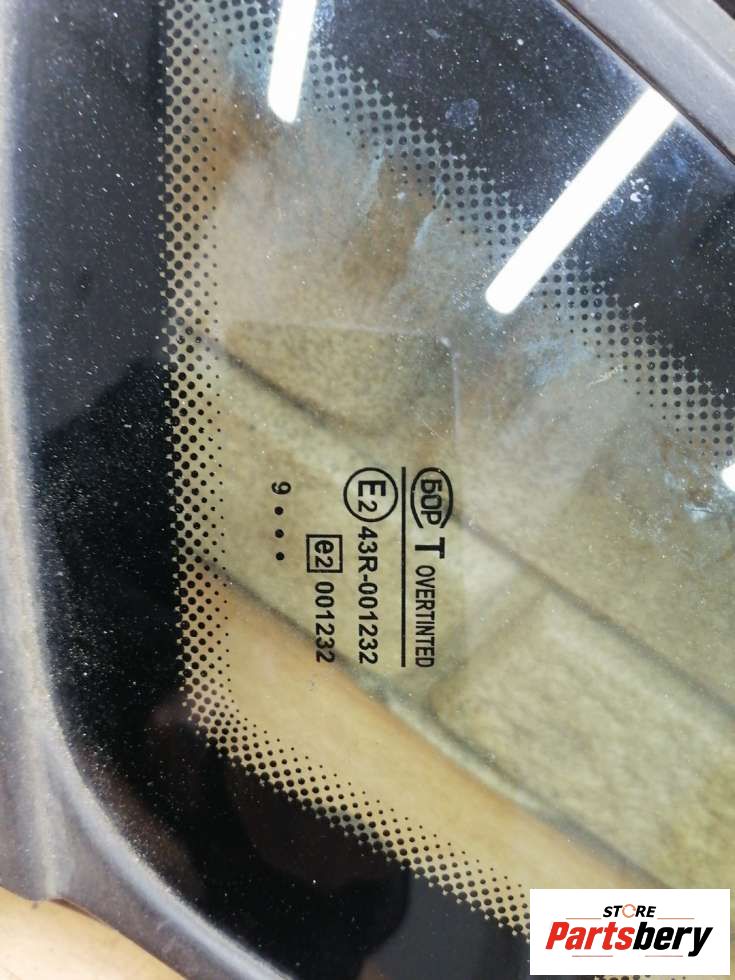 БОР T OVERTINTED
E2 43R-001232
e2 001232
9...
STORE
Partsbery